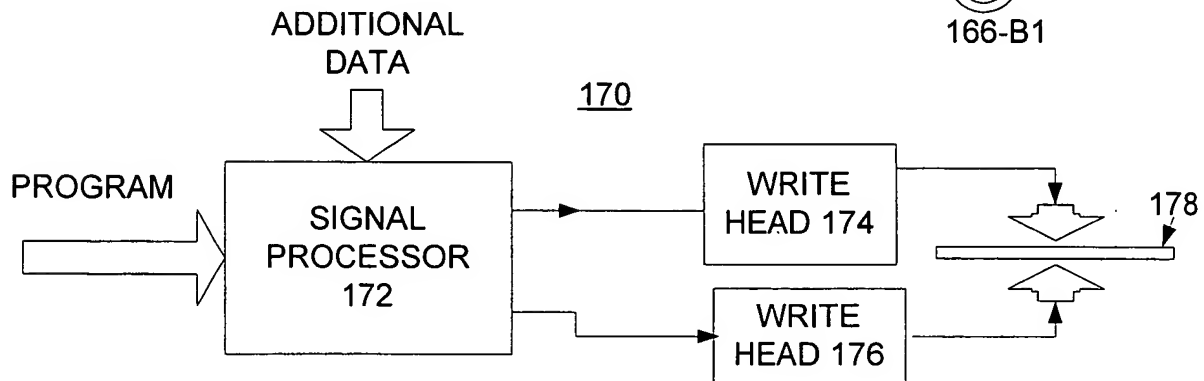 166-B1
ADDITIONAL
DATA
170
PROGRAM
SIGNAL
PROCESSOR
172
WRITE
HEAD 174
178
WRITE
HEAD 176